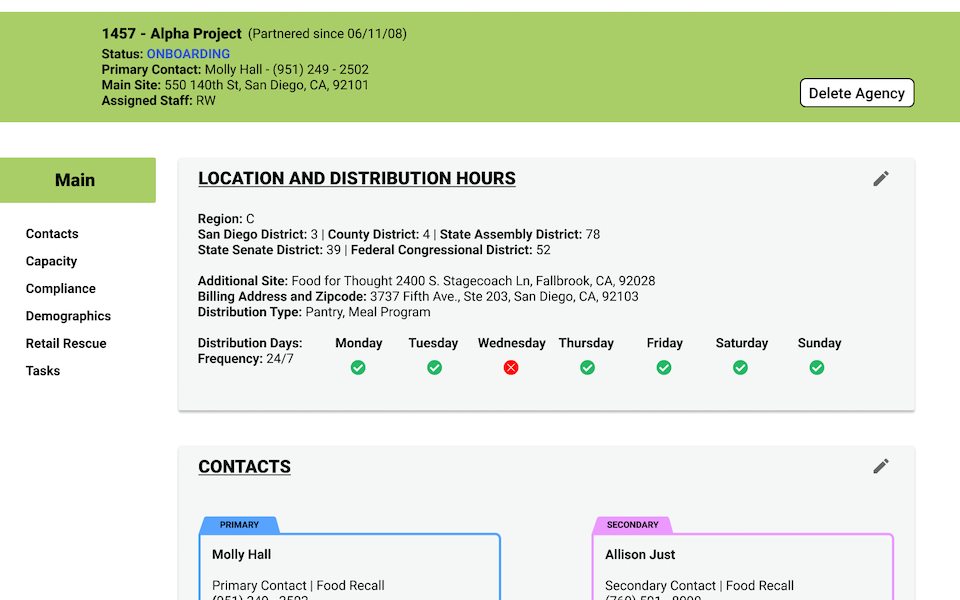 1457 - Alpha Project (Partnered since 06/11/08)
Status: ONBOARDING
Primary Contact: Molly Hall - (951) 249 - 2502
Main Site: 550 140th St, San Diego, CA, 92101
Assigned Staff: RW
Delete Agency
Main
Contacts
Capacity
Compliance
Demographics
Retail Rescue
Tasks
LOCATION AND DISTRIBUTION HOURS
Region: C
San Diego District: 3 | County District: 4 | State Assembly District: 78
State Senate District: 39 | Federal Congressional District: 52
Additional Site: Food for Thought 2400 S. Stagecoach Ln, Fallbrook, CA, 92028
Billing Address and Zipcode: 3737 Fifth Ave., Ste 203, San Diego, CA, 92103
Distribution Type: Pantry, Meal Program
Distribution Days: Monday Tuesday Wednesday Thursday Friday Saturday Sunday
Frequency: 24/7
CONTACTS
PRIMARY
Molly Hall
Primary Contact | Food Recall
SECONDARY
Allison Just
Secondary Contact | Food Recall